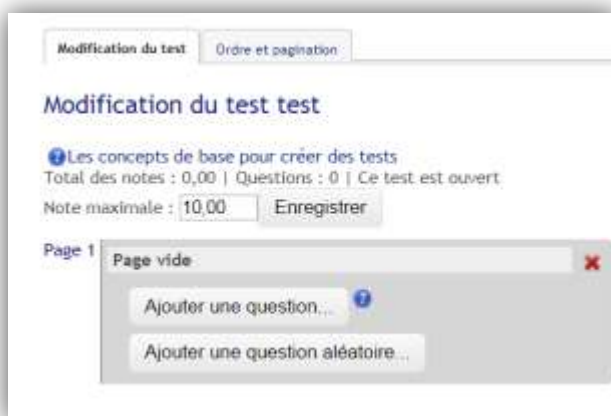 Modification du test Ordre et pagination
Modification du test test
Les concepts de base pour créer des tests
Total des notes : 0,00 | Questions : 0 | Ce test est ouvert
Note maximale : 10,00 Enregistrer
Page 1 Page vide
Ajouter une question...
Ajouter une question aléatoire...